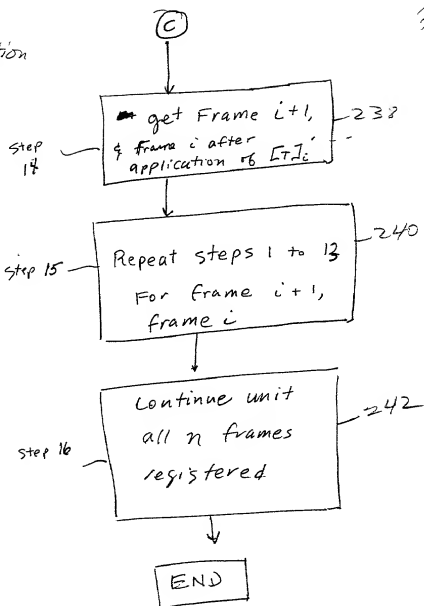 C
tion
get Frame i+1,
& frame i after
application of [T]i
238
step
14
Repeat steps 1 to 13
For frame i+1,
frame i
240
step 15
Continue unit
all n frames
registered
242
step 16
END